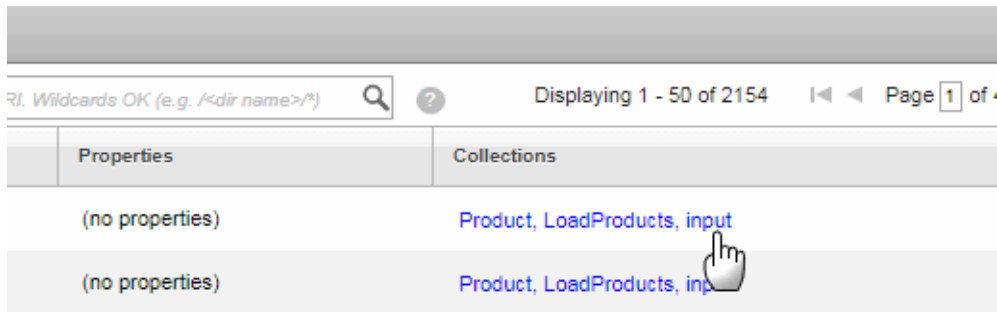 RI. Wildcards OK (e.g. /<dir name>/*) ? Displaying 1 - 50 of 2154 Page 1 of
Properties Collections
(no properties) Product, LoadProducts, input
(no properties) Product, LoadProducts,